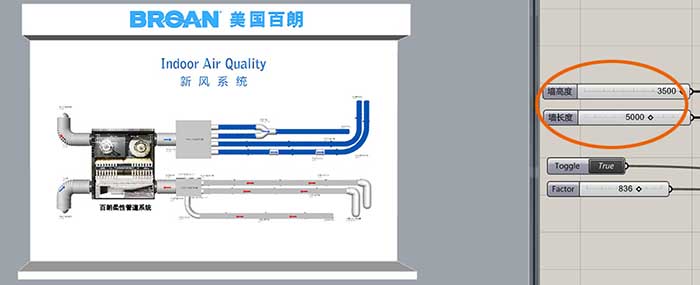 BROAN® 美国百朗
Indoor Air Quality
新风系统
百朗柔性管道系统
墙高度 3500
墙长度 5000
Toggle True
Factor 836